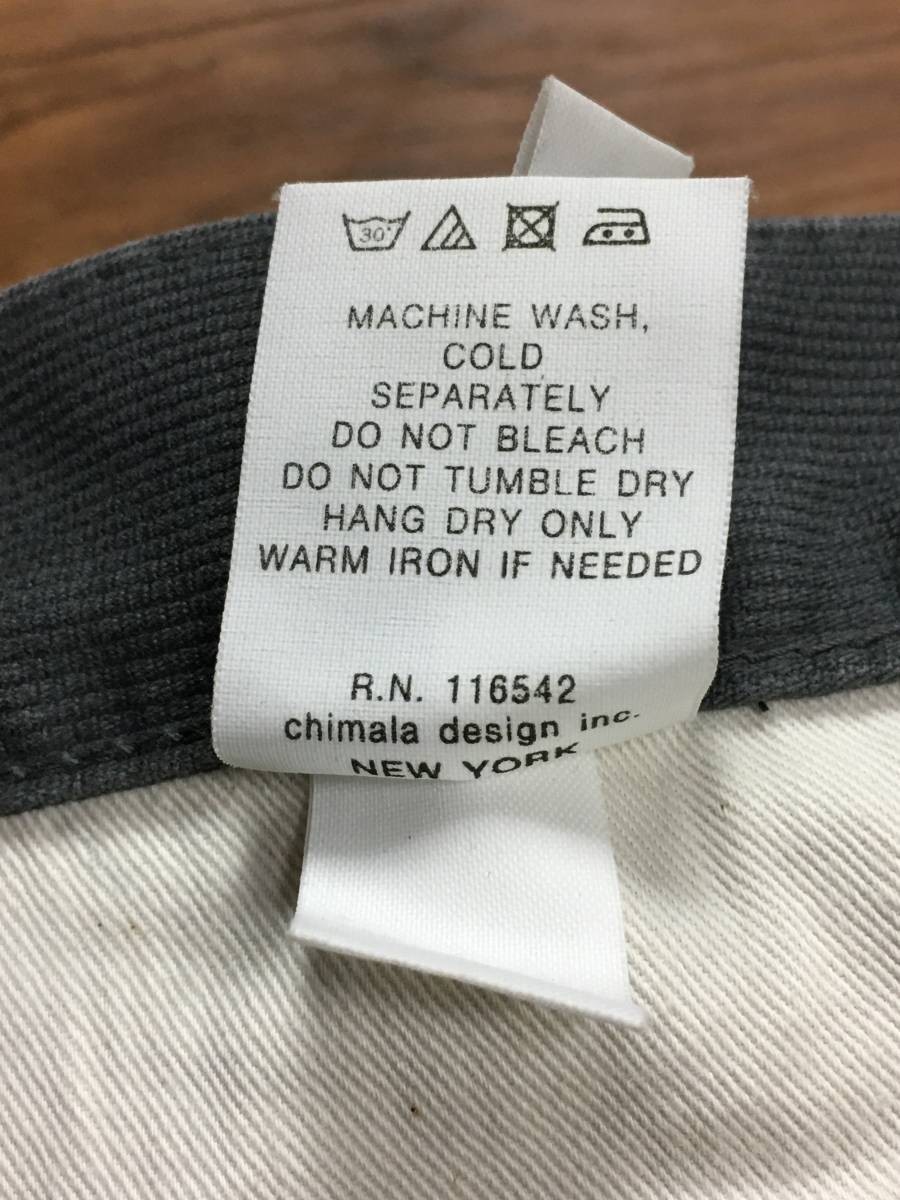 30°
MACHINE WASH,
COLD
SEPARATELY
DO NOT BLEACH
DO NOT TUMBLE DRY
HANG DRY ONLY
WARM IRON IF NEEDED
R.N. 116542
chimala design inc.
NEW YORK